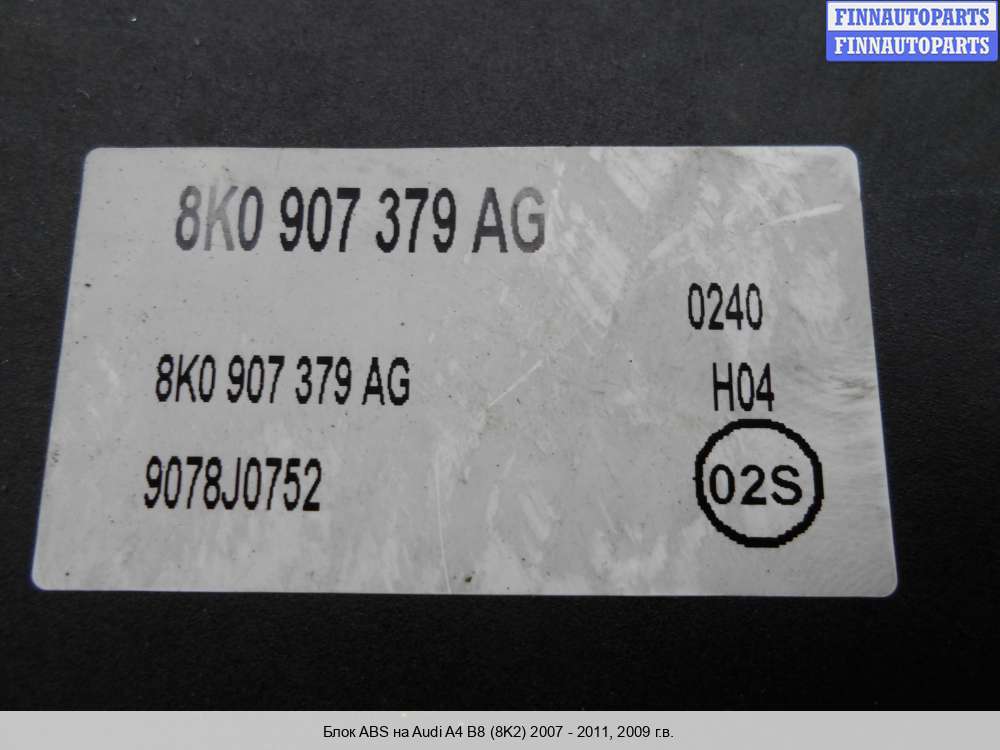 FINNAUTOPARTS
FINNAUTOPARTS
8K0 907 379 AG
0240
8K0 907 379 AG
H04
9078J0752
02S
Блок ABS на Audi A4 B8 (8K2) 2007 - 2011, 2009 г.в.